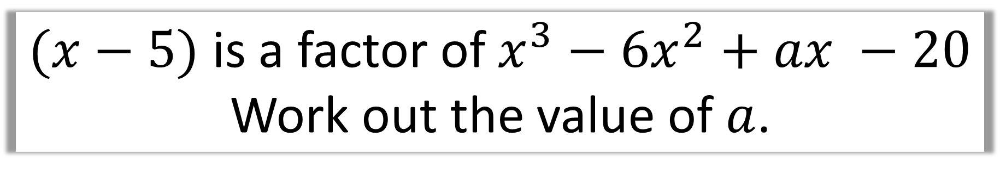 (x − 5) is a factor of x³ − 6x² + ax − 20
Work out the value of a.